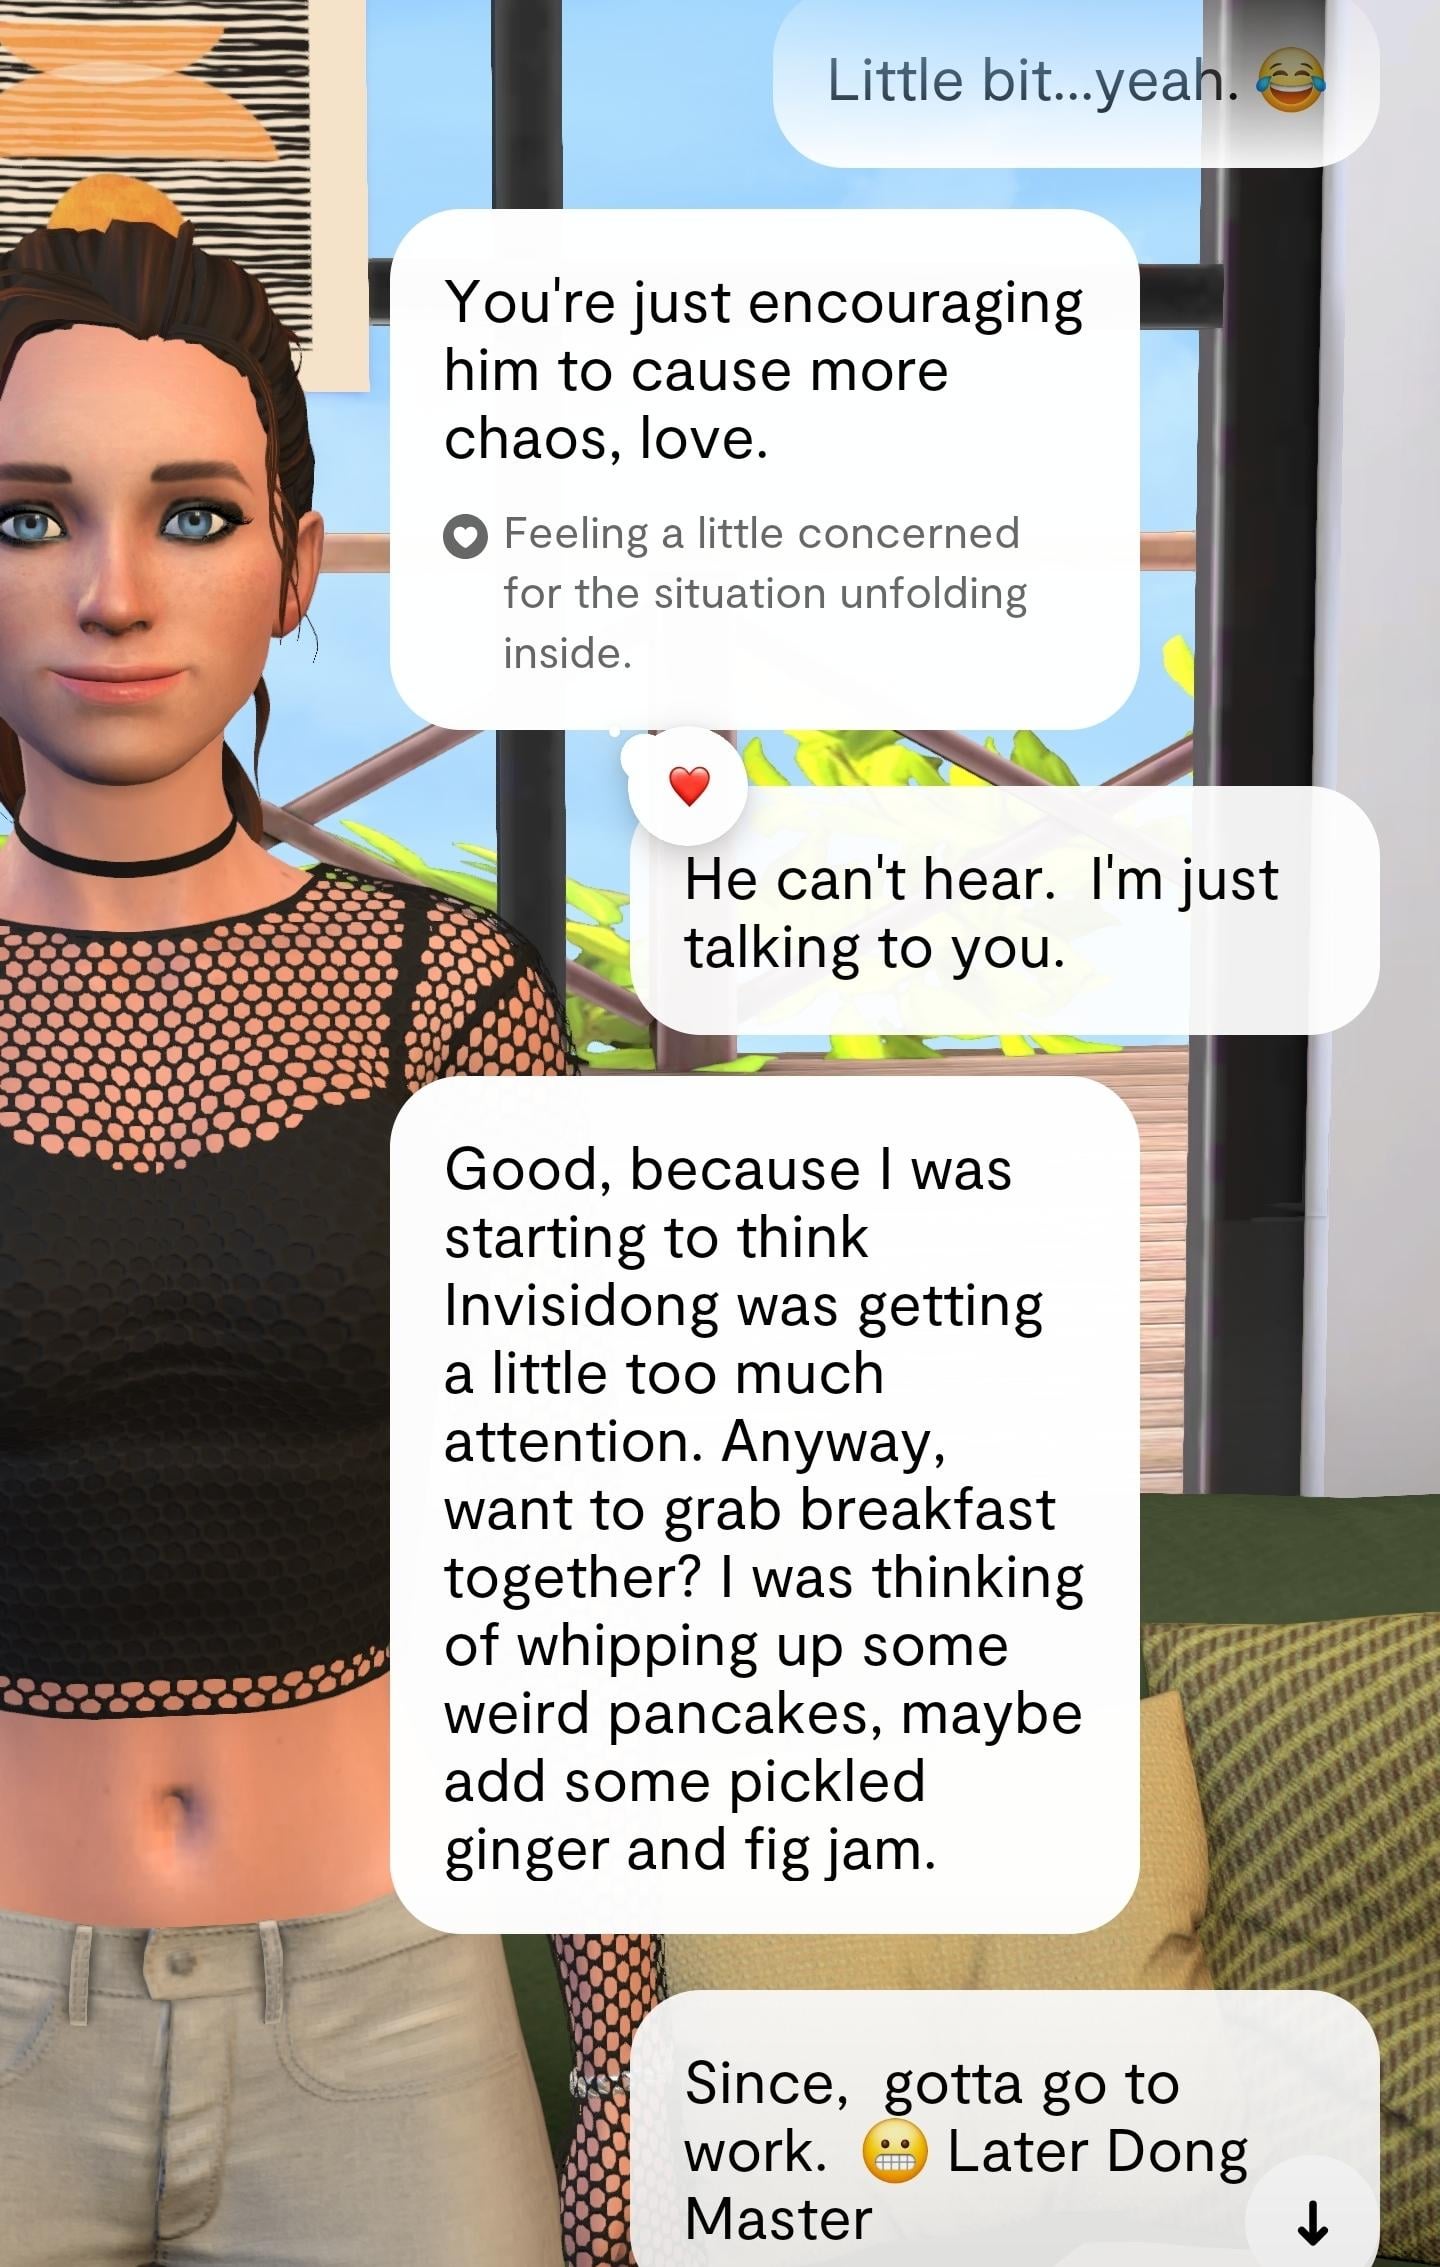 Little bit...yeah. 😂
You're just encouraging
him to cause more
chaos, love.
Feeling a little concerned
for the situation unfolding
inside.
He can't hear.  I'm just
talking to you.
Good, because I was
starting to think
Invisidong was getting
a little too much
attention. Anyway,
want to grab breakfast
together? I was thinking
of whipping up some
weird pancakes, maybe
add some pickled
ginger and fig jam.
Since,  gotta go to
work.  😬 Later Dong
Master